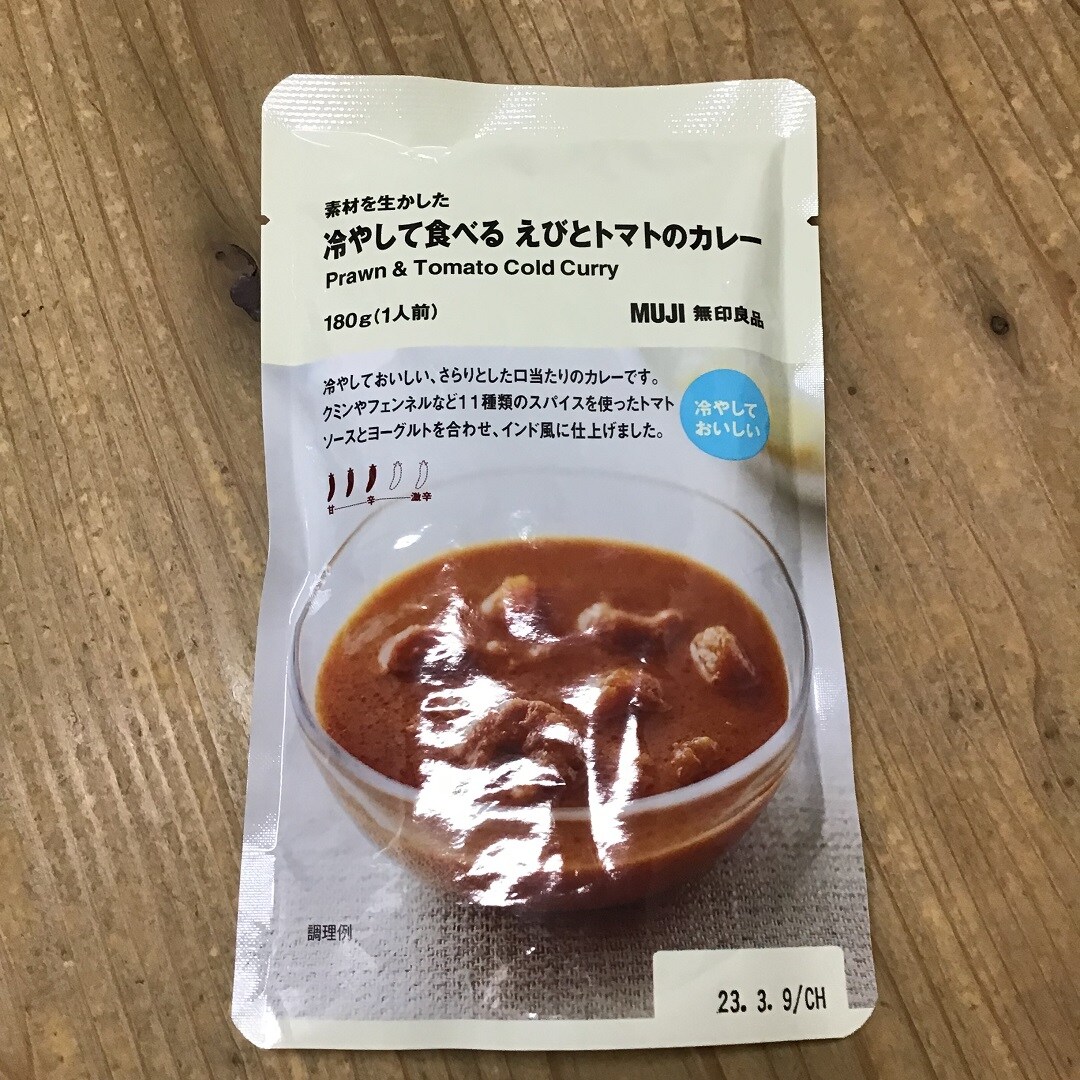 素材を生かした
冷やして食べる えびとトマトのカレー
Prawn & Tomato Cold Curry
180g(1人前)
MUJI 無印良品
冷やしておいしい、さらりとした口当たりのカレーです。
クミンやフェンネルなど11種類のスパイスを使ったトマト
ソースとヨーグルトを合わせ、インド風に仕上げました。
冷やして
おいしい
甘 辛 激辛
調理例
23. 3. 9/CH